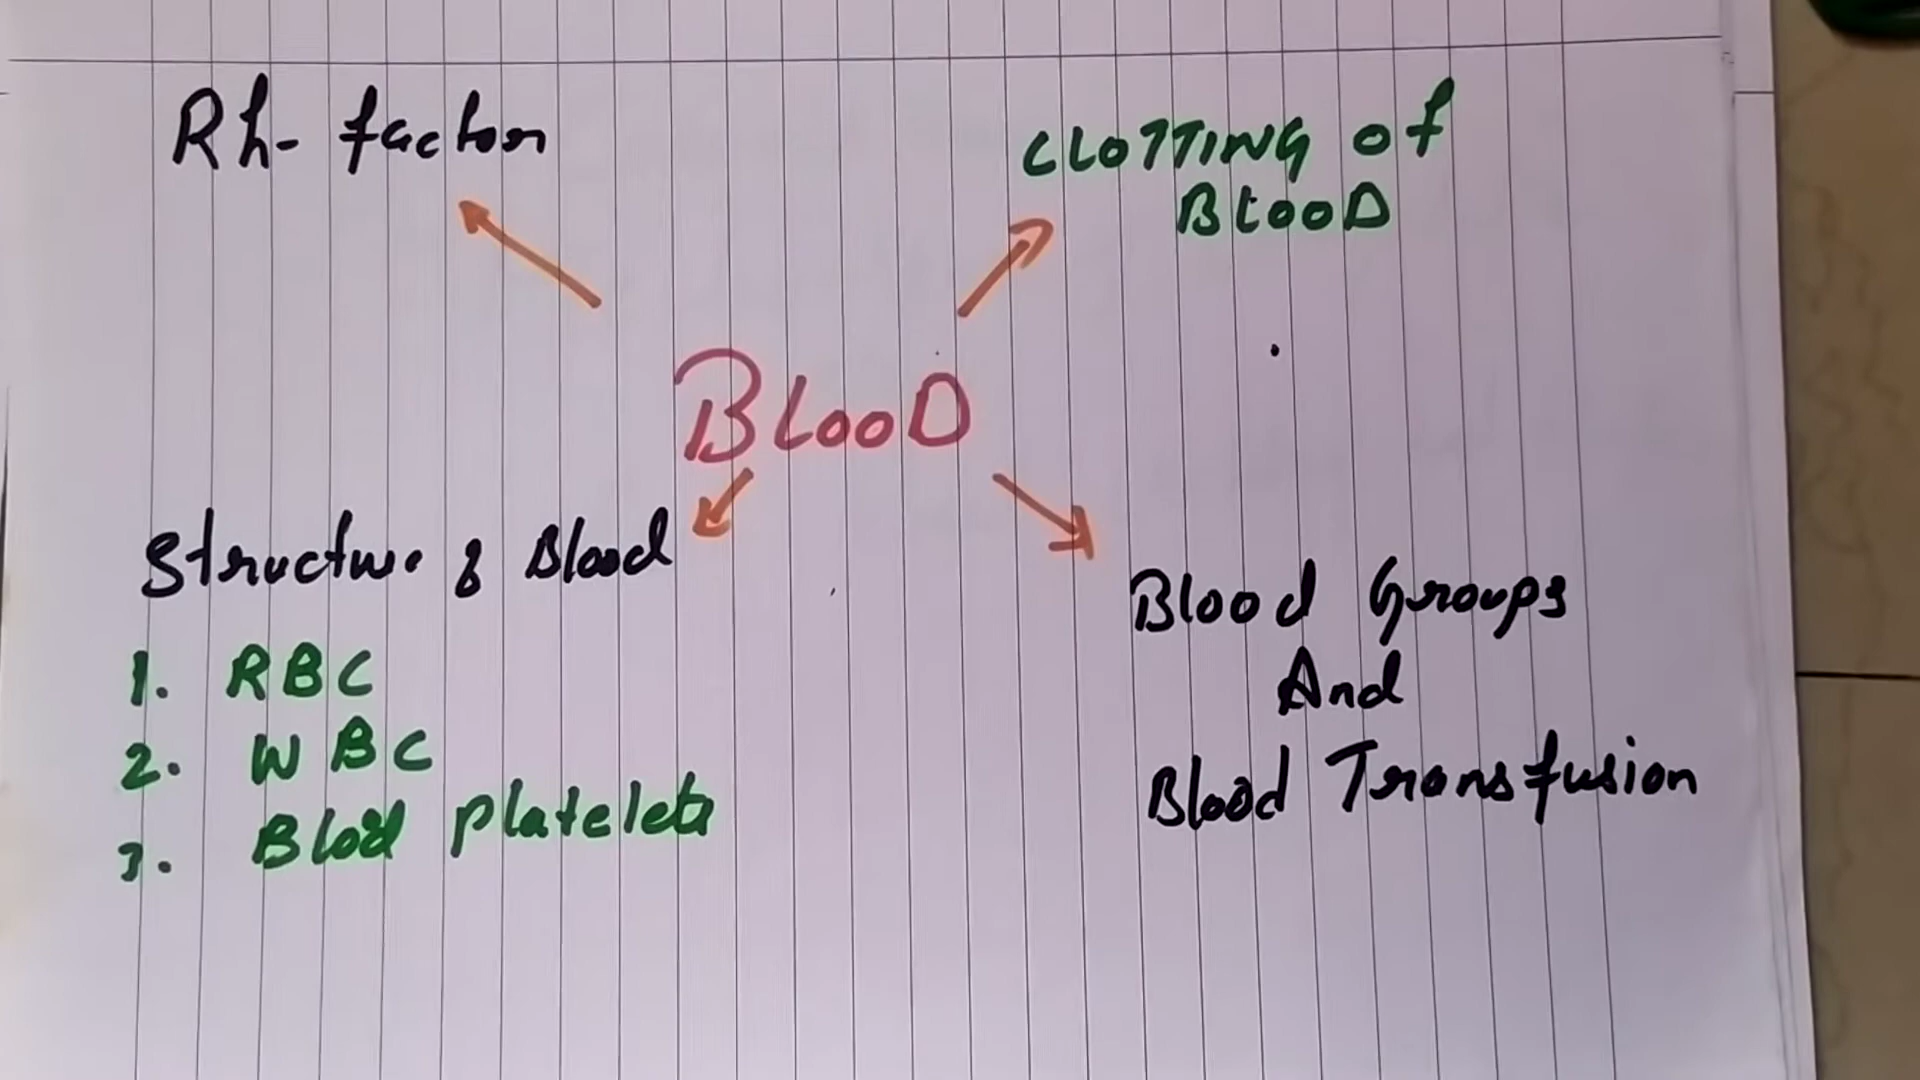 Rh- factor
CLOTTING of
BLOOD
BLOOD
Structure of Blood
1. RBC
2. WBC
3. Blood platelets
Blood Groups
And
Blood Transfusion